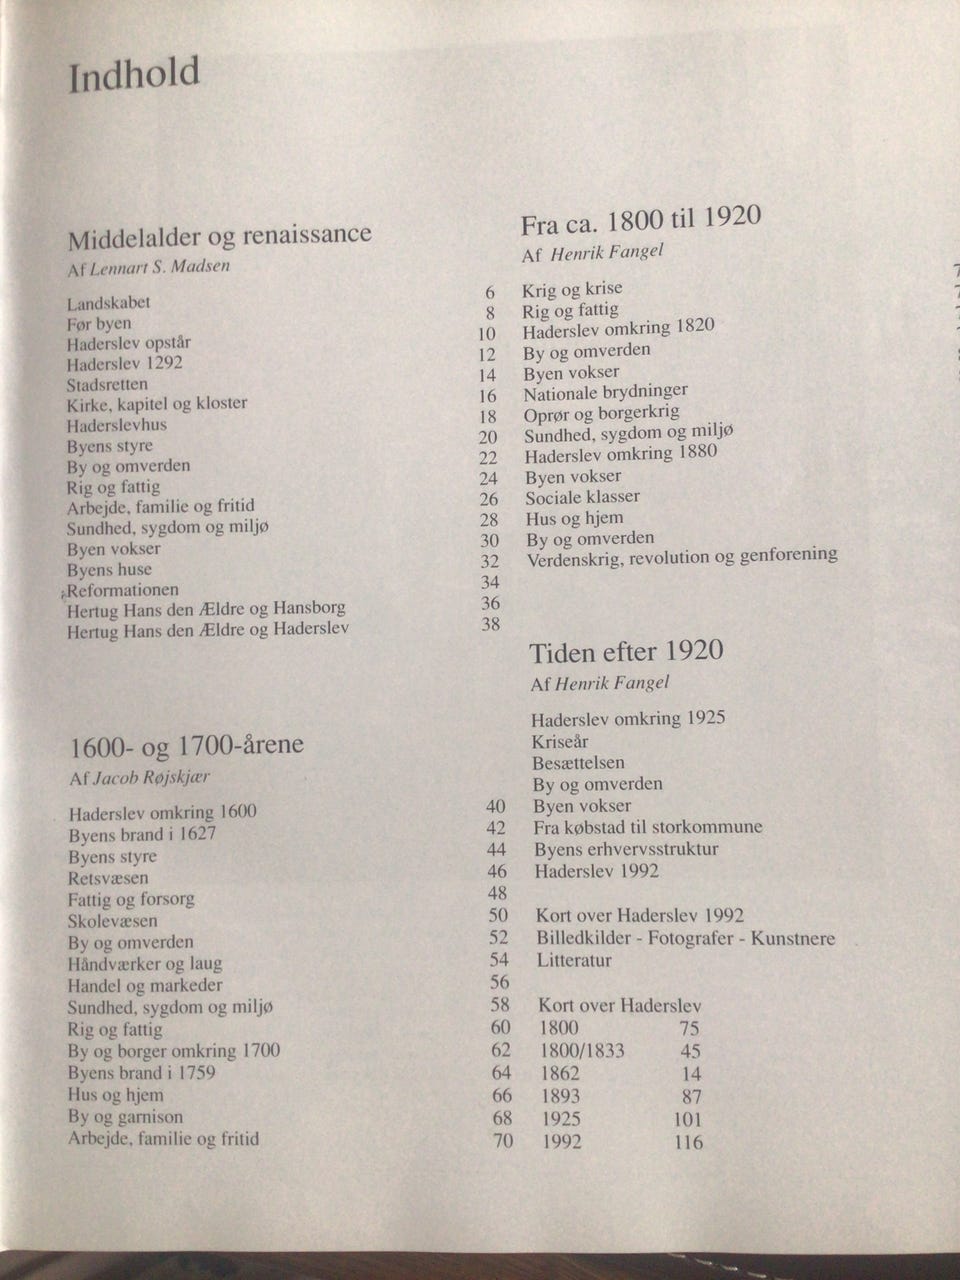 Indhold
Middelalder og renaissance
Af Lennart S. Madsen
Landskabet 6
Før byen 8
Haderslev opstår 10
Haderslev 1292 12
Stadsretten 14
Kirke, kapitel og kloster 16
Haderslevhus 18
Byens styre 20
By og omverden 22
Rig og fattig 24
Arbejde, familie og fritid 26
Sundhed, sygdom og miljø 28
Byen vokser 30
Byens huse 32
Reformationen 34
Hertug Hans den Ældre og Hansborg 36
Hertug Hans den Ældre og Haderslev 38
1600- og 1700-årene
Af Jacob Røjskjær
Haderslev omkring 1600 40
Byens brand i 1627 42
Byens styre 44
Retsvæsen 46
Fattig og forsorg 48
Skolevæsen 50
By og omverden 52
Håndværker og laug 54
Handel og markeder 56
Sundhed, sygdom og miljø 58
Rig og fattig 60
By og borger omkring 1700 62
Byens brand i 1759 64
Hus og hjem 66
By og garnison 68
Arbejde, familie og fritid 70
Fra ca. 1800 til 1920
Af Henrik Fangel
Krig og krise
Rig og fattig
Haderslev omkring 1820
By og omverden
Byen vokser
Nationale brydninger
Oprør og borgerkrig
Sundhed, sygdom og miljø
Haderslev omkring 1880
Byen vokser
Sociale klasser
Hus og hjem
By og omverden
Verdenskrig, revolution og genforening
Tiden efter 1920
Af Henrik Fangel
Haderslev omkring 1925
Kriseår
Besættelsen
By og omverden
Byen vokser
Fra købstad til storkommune
Byens erhvervsstruktur
Haderslev 1992
Kort over Haderslev 1992
Billedkilder - Fotografer - Kunstnere
Litteratur
Kort over Haderslev
1800 75
1800/1833 45
1862 14
1893 87
1925 101
1992 116